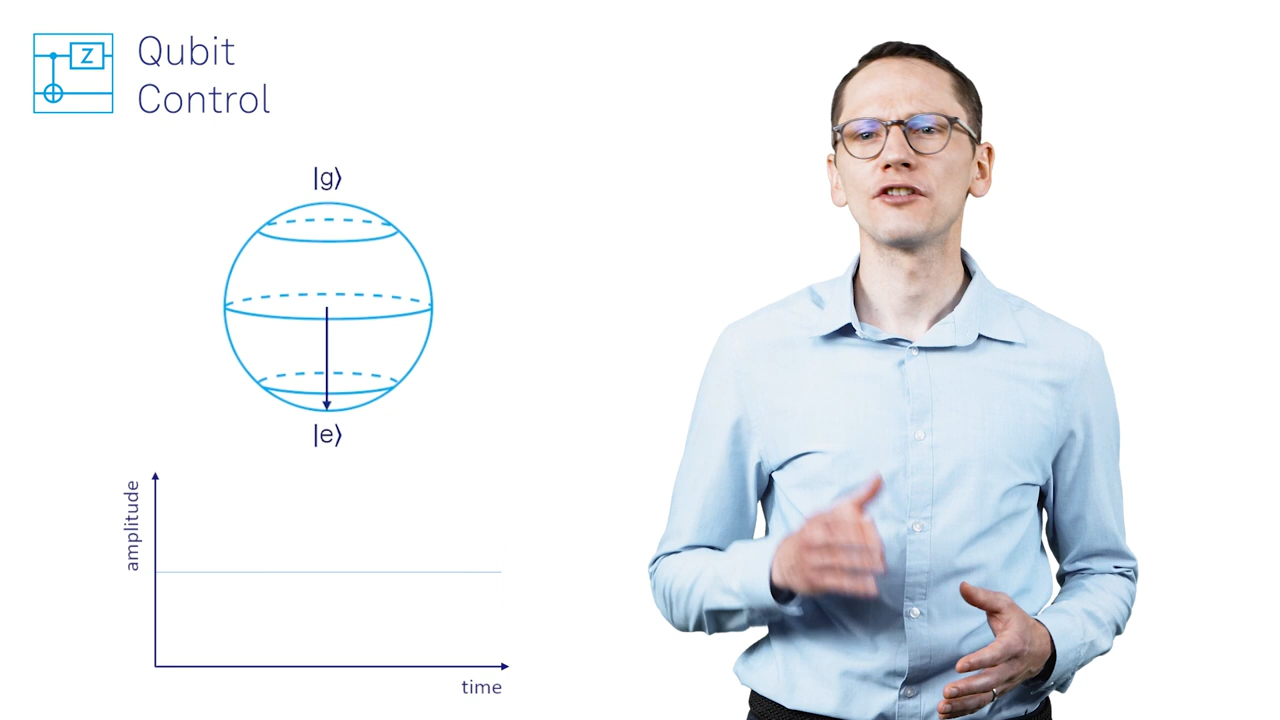 Z
Qubit
Control
|g⟩
|e⟩
amplitude
time